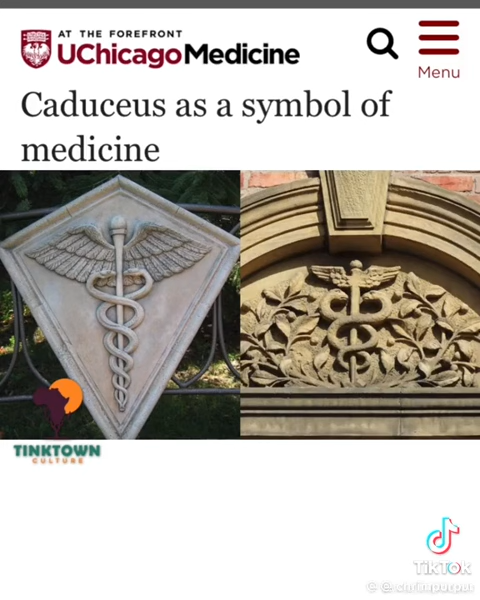 AT THE FOREFRONT
UChicagoMedicine
Menu
Caduceus as a symbol of
medicine
TINKTOWN
CULTURE
TikTok